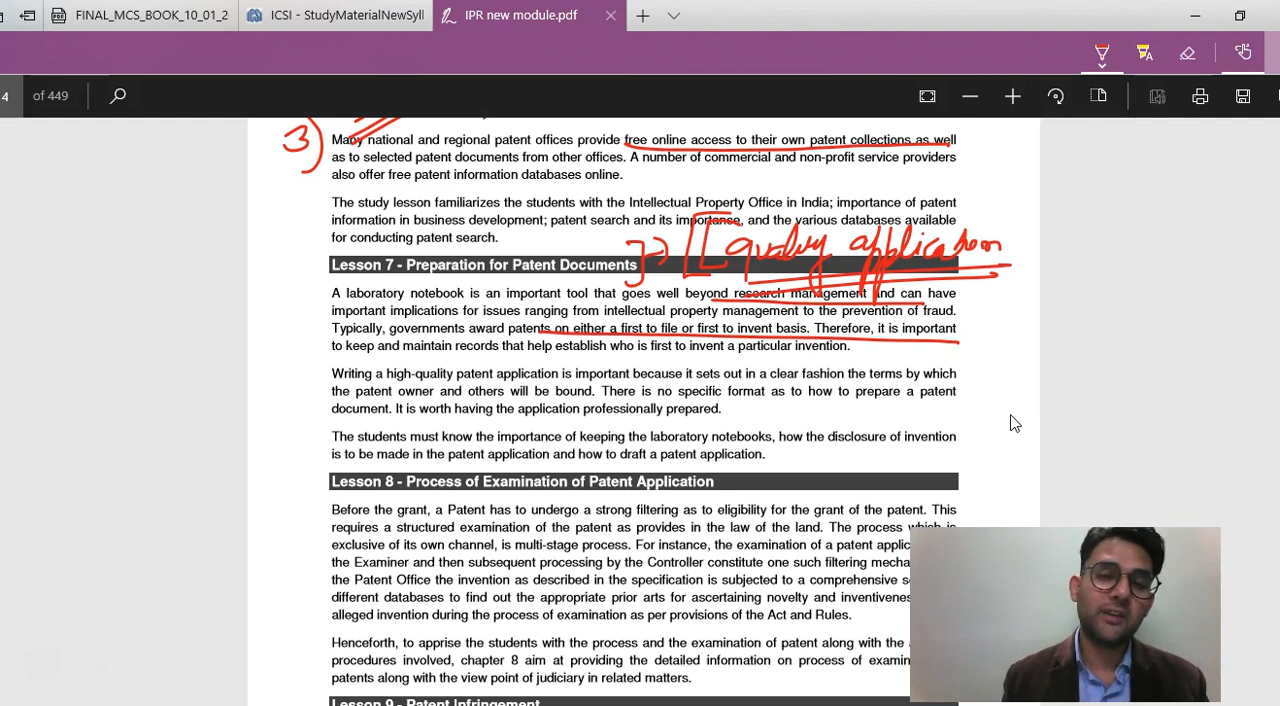 FINAL_MCS_BOOK_10_01_2
ICSI - StudyMaterialNewSyll
IPR new module.pdf
4 of 449
3)
Many national and regional patent offices provide free online access to their own patent collections as well
as to selected patent documents from other offices. A number of commercial and non-profit service providers
also offer free patent information databases online.
The study lesson familiarizes the students with the Intellectual Property Office in India; importance of patent
information in business development; patent search and its importance, and the various databases available
for conducting patent search.
quality application
Lesson 7 - Preparation for Patent Documents
A laboratory notebook is an important tool that goes well beyond research management and can have
important implications for issues ranging from intellectual property management to the prevention of fraud.
Typically, governments award patents on either a first to file or first to invent basis. Therefore, it is important
to keep and maintain records that help establish who is first to invent a particular invention.
Writing a high-quality patent application is important because it sets out in a clear fashion the terms by which
the patent owner and others will be bound. There is no specific format as to how to prepare a patent
document. It is worth having the application professionally prepared.
The students must know the importance of keeping the laboratory notebooks, how the disclosure of invention
is to be made in the patent application and how to draft a patent application.
Lesson 8 - Process of Examination of Patent Application
Before the grant, a Patent has to undergo a strong filtering as to eligibility for the grant of the patent. This
requires a structured examination of the patent as provides in the law of the land. The process which is
exclusive of its own channel, is multi-stage process. For instance, the examination of a patent applic
the Examiner and then subsequent processing by the Controller constitute one such filtering mecha
the Patent Office the invention as described in the specification is subjected to a comprehensive s
different databases to find out the appropriate prior arts for ascertaining novelty and inventivenes
alleged invention during the process of examination as per provisions of the Act and Rules.
Henceforth, to apprise the students with the process and the examination of patent along with the
procedures involved, chapter 8 aim at providing the detailed information on process of examin
patents along with the view point of judiciary in related matters.
Lesson 9 - Patent Infringement